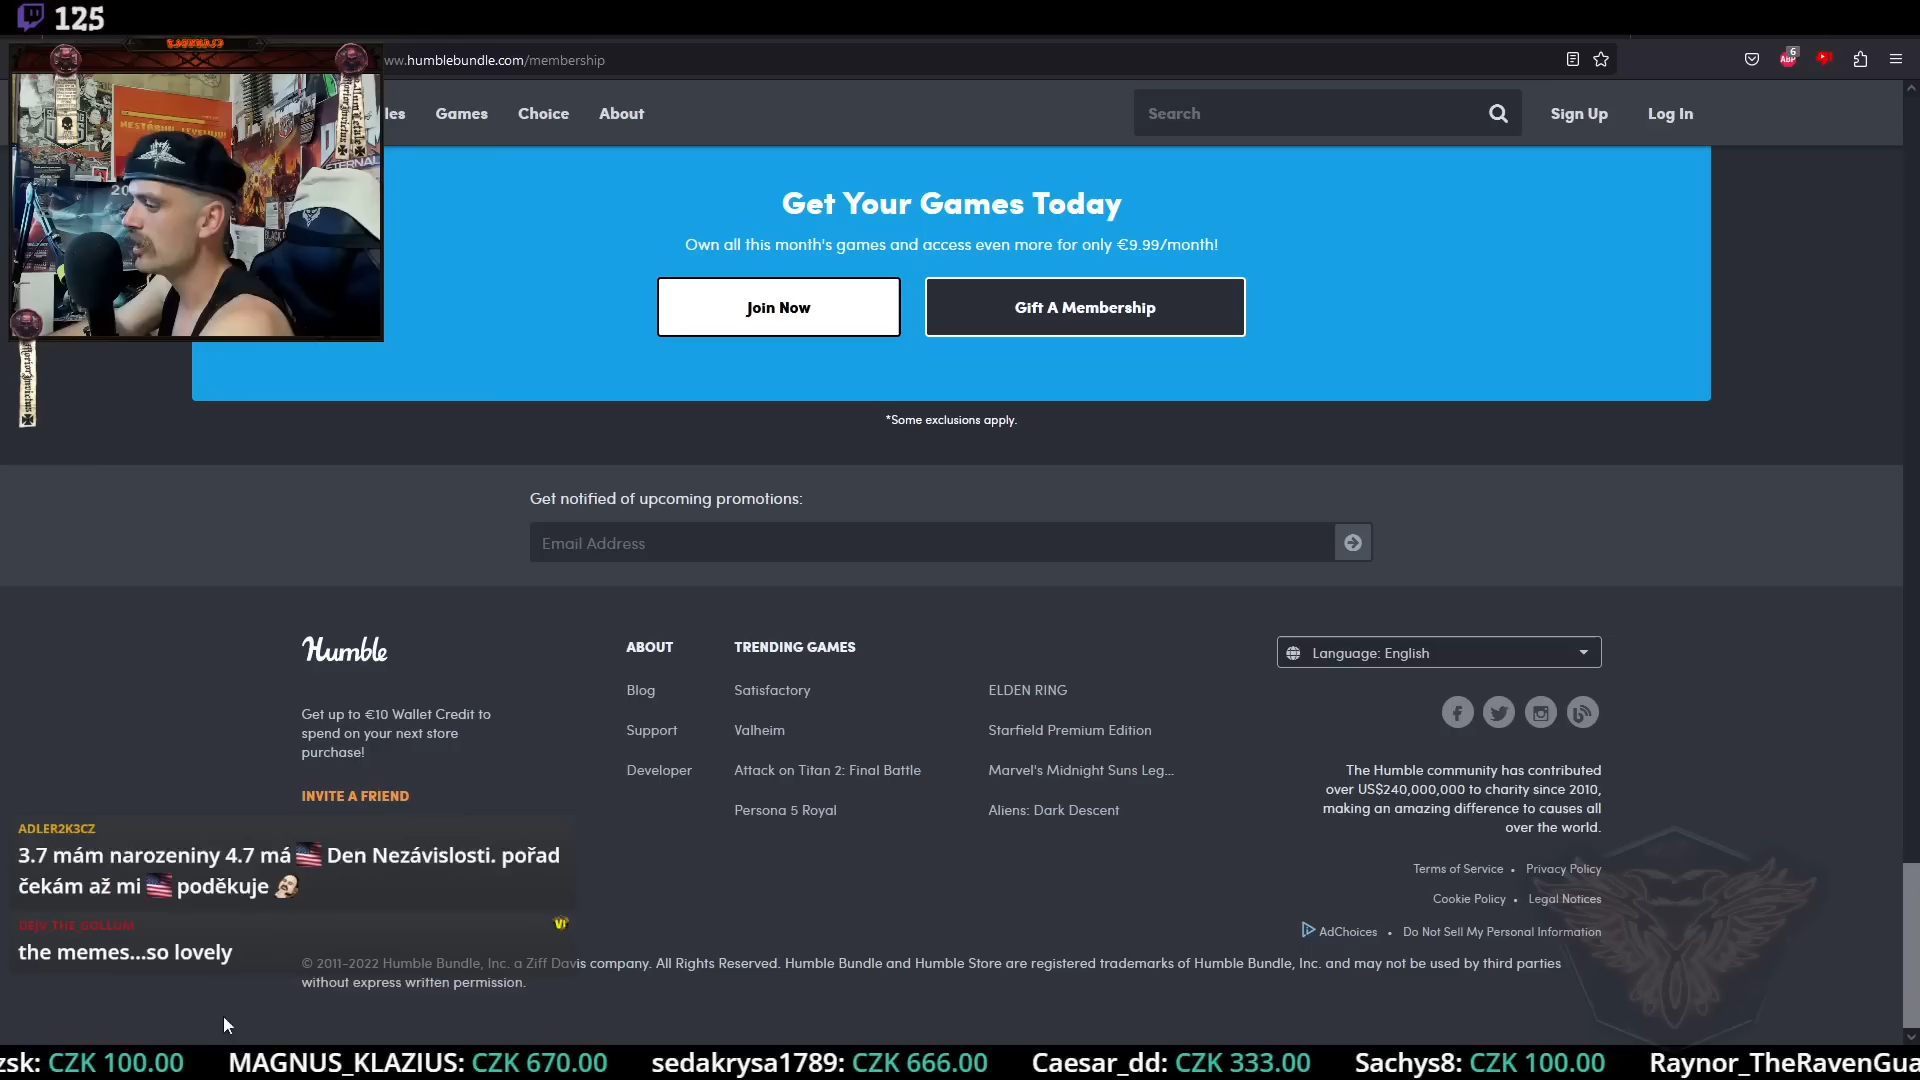 125
ww.humblebundle.com/membership
6
ABP
les
Games
Choice
About
Search
Sign Up
Log In
ETERNAL
20
Get Your Games Today
Own all this month's games and access even more for only €9.99/month!
Join Now
Gift A Membership
*Some exclusions apply.
Get notified of upcoming promotions:
Email Address
Humble
Get up to €10 Wallet Credit to
spend on your next store
purchase!
INVITE A FRIEND
ABOUT
Blog
Support
Developer
TRENDING GAMES
Satisfactory
Valheim
Attack on Titan 2: Final Battle
Persona 5 Royal
ELDEN RING
Starfield Premium Edition
Marvel's Midnight Suns Leg...
Aliens: Dark Descent
Language: English
The Humble community has contributed
over US$240,000,000 to charity since 2010,
making an amazing difference to causes all
over the world.
Terms of Service • Privacy Policy
Cookie Policy • Legal Notices
AdChoices • Do Not Sell My Personal Information
ADLER2K3CZ
3.7 mám narozeniny 4.7 má Den Nezávislosti. pořad
čekám až mi poděkuje
DEJV_THE_GOLLUM
the memes...so lovely
© 2011-2022 Humble Bundle, Inc. a Ziff Davis company. All Rights Reserved. Humble Bundle and Humble Store are registered trademarks of Humble Bundle, Inc. and may not be used by third parties
without express written permission.
zsk: CZK 100.00 MAGNUS_KLAZIUS: CZK 670.00 sedakrysa1789: CZK 666.00 Caesar_dd: CZK 333.00 Sachys8: CZK 100.00 Raynor_TheRavenGua